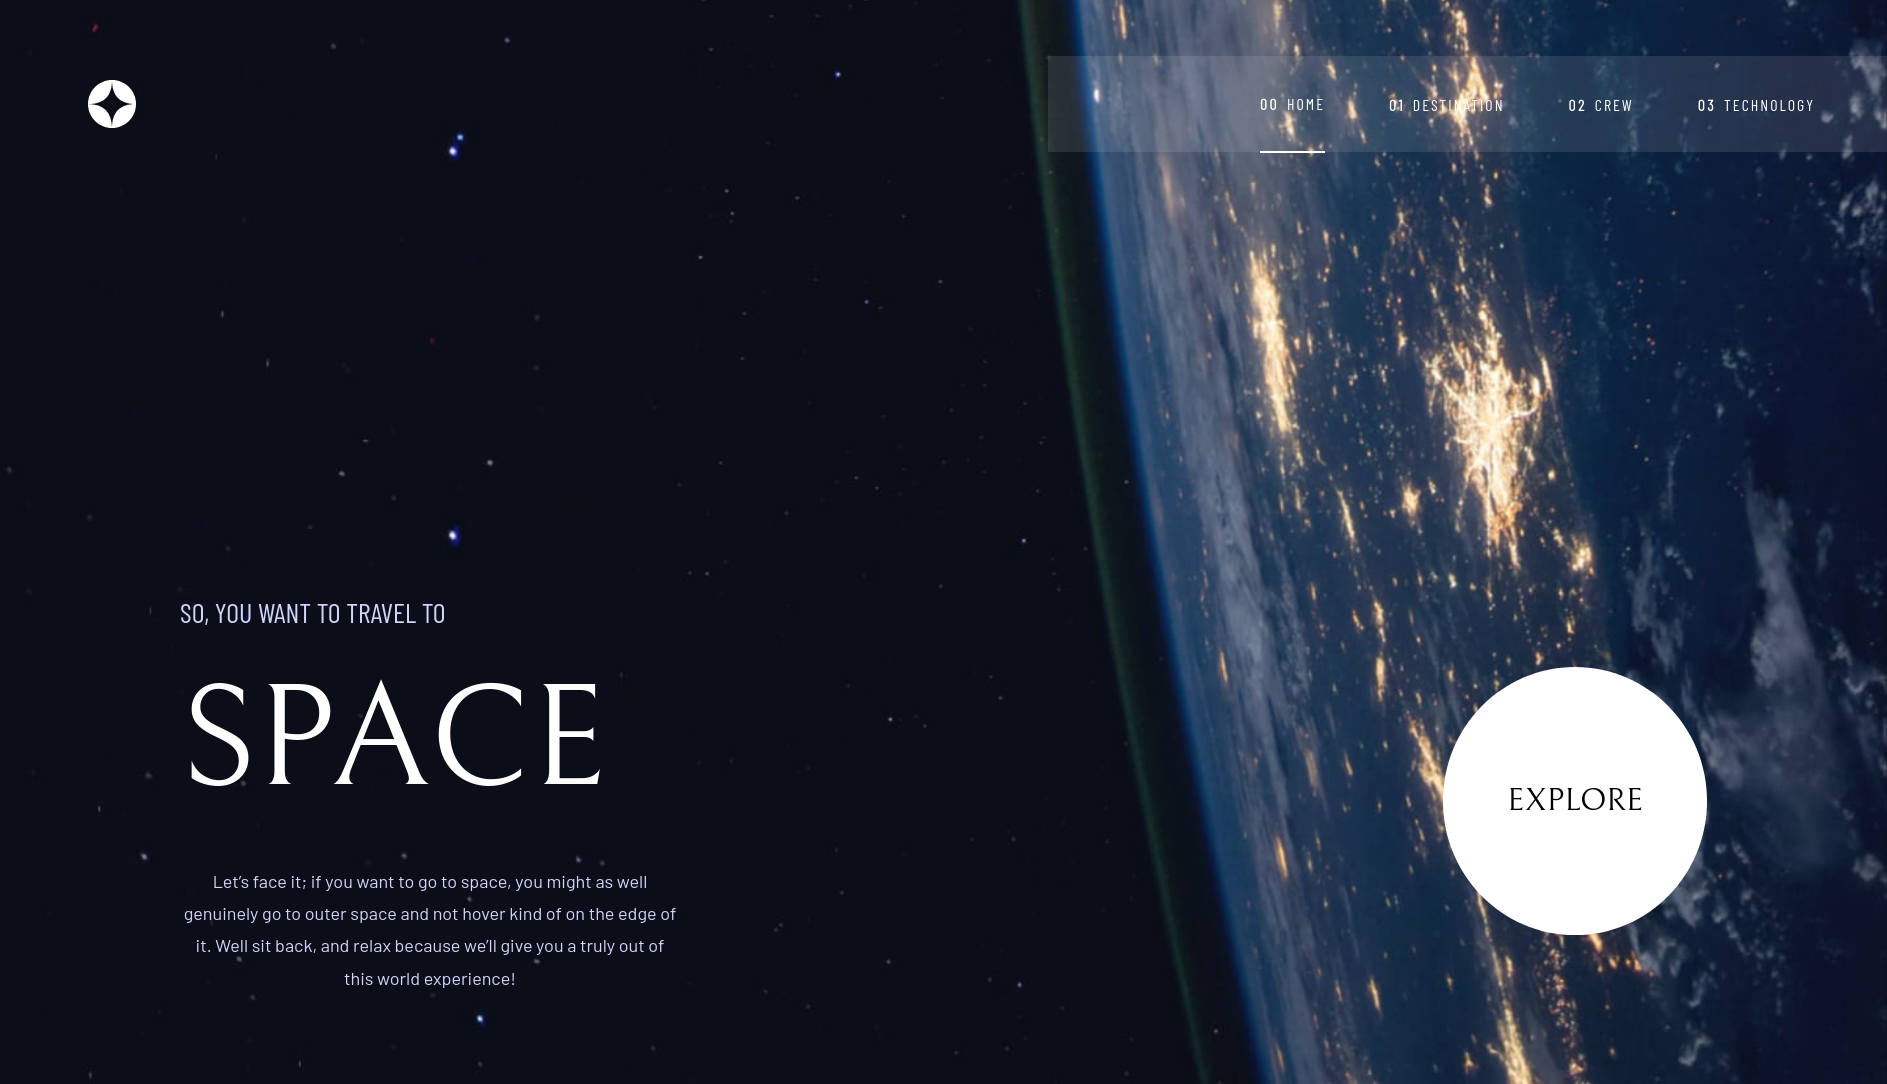 00 HOME 01 DESTINATION 02 CREW 03 TECHNOLOGY
SO, YOU WANT TO TRAVEL TO
SPACE
Let’s face it; if you want to go to space, you might as well
genuinely go to outer space and not hover kind of on the edge of
it. Well sit back, and relax because we’ll give you a truly out of
this world experience!
EXPLORE